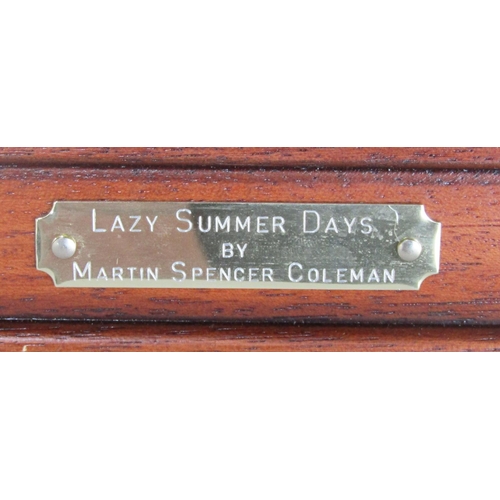 LAZY SUMMER DAYS
BY
MARTIN SPENCER COLEMAN